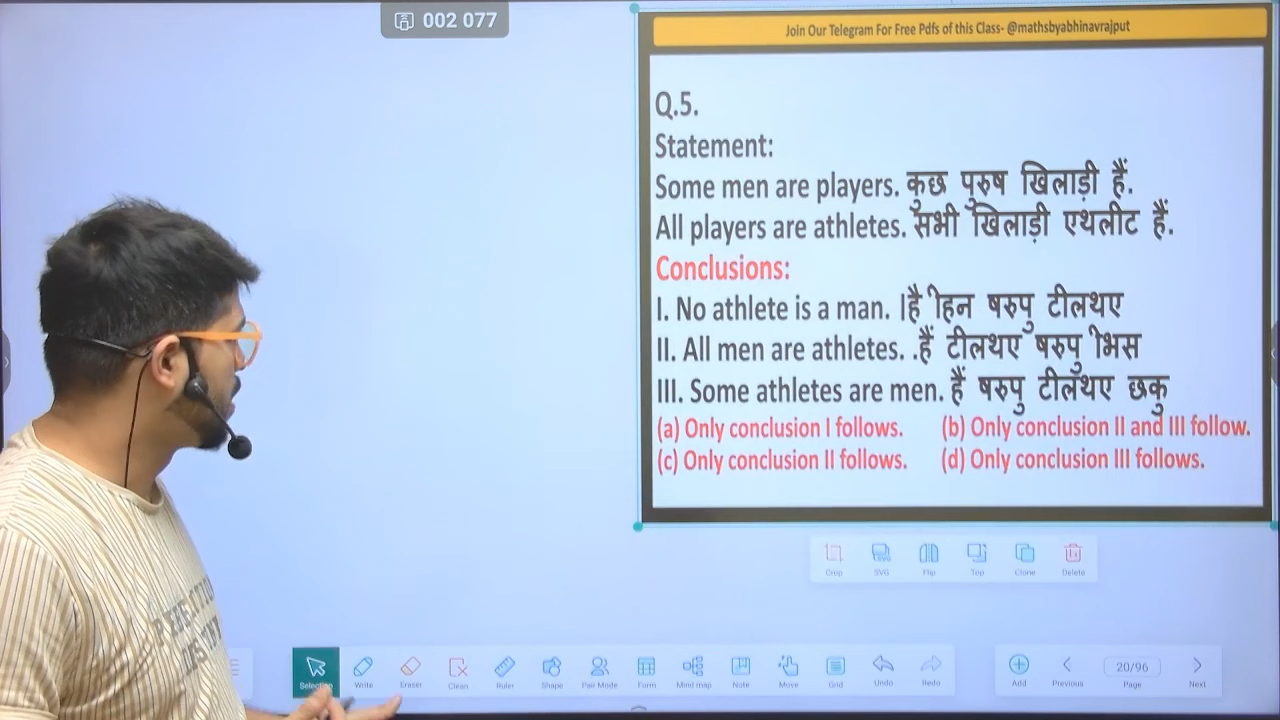 002 077
Join Our Telegram For Free Pdfs of this Class- @mathsbyabhinavrajput
Q.5.
Statement:
Some men are players. कुछ पुरुष खिलाड़ी हैं.
All players are athletes. सभी खिलाड़ी एथलीट हैं.
Conclusions:
I. No athlete is a man. |है ीहन षरुपु टीलथए
II. All men are athletes. .हैं टीलथए षरुपु ीभस
III. Some athletes are men. हैं षरुपु टीलथए छकु
(a) Only conclusion I follows. (b) Only conclusion II and III follow.
(c) Only conclusion II follows. (d) Only conclusion III follows.
Crop SVG Flip Top Clone Delete
Selection Write Eraser Clean Ruler Shape Pair Mode Form Mind map Note Move Grid Undo Redo
Add Previous 20/96 Page Next